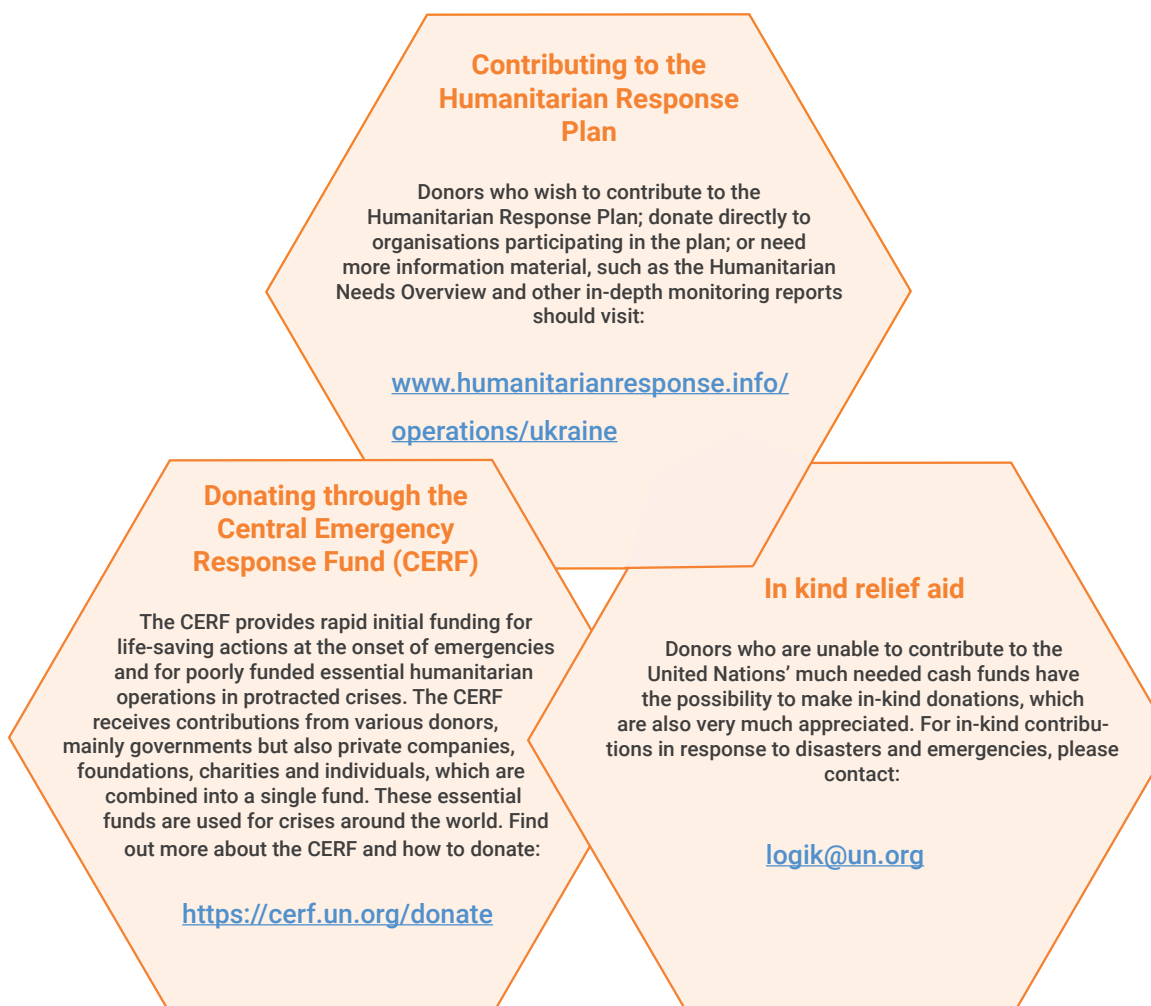 Contributing to the
Humanitarian Response
Plan
Donors who wish to contribute to the
Humanitarian Response Plan; donate directly to
organisations participating in the plan; or need
more information material, such as the Humanitarian
Needs Overview and other in-depth monitoring reports
should visit:
www.humanitarianresponse.info/
operations/ukraine
Donating through the
Central Emergency
Response Fund (CERF)
The CERF provides rapid initial funding for
life-saving actions at the onset of emergencies
and for poorly funded essential humanitarian
operations in protracted crises. The CERF
receives contributions from various donors,
mainly governments but also private companies,
foundations, charities and individuals, which are
combined into a single fund. These essential
funds are used for crises around the world. Find
out more about the CERF and how to donate:
https://cerf.un.org/donate
In kind relief aid
Donors who are unable to contribute to the
United Nations’ much needed cash funds have
the possibility to make in-kind donations, which
are also very much appreciated. For in-kind contribu-
tions in response to disasters and emergencies, please
contact:
logik@un.org